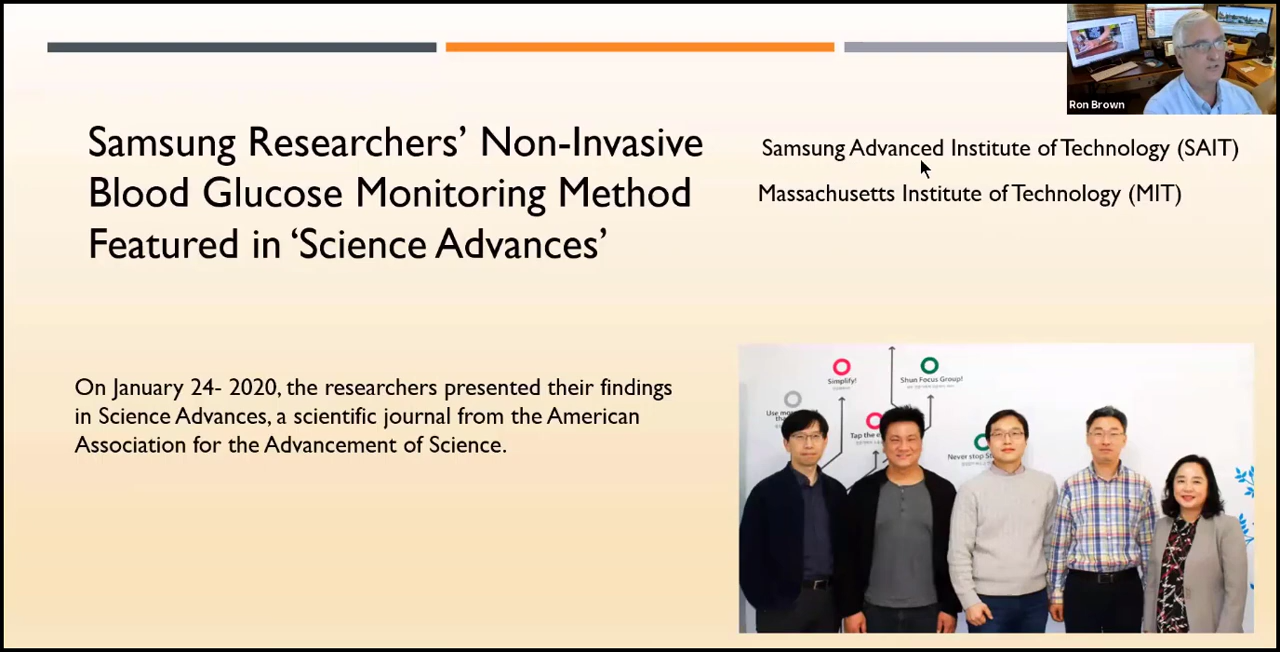 Ron Brown
Samsung Researchers’ Non-Invasive
Blood Glucose Monitoring Method
Featured in ‘Science Advances’
Samsung Advanced Institute of Technology (SAIT)
Massachusetts Institute of Technology (MIT)
On January 24- 2020, the researchers presented their findings
in Science Advances, a scientific journal from the American
Association for the Advancement of Science.
Simplify!
Shun Focus Group!
Use
Tap the
Never stop